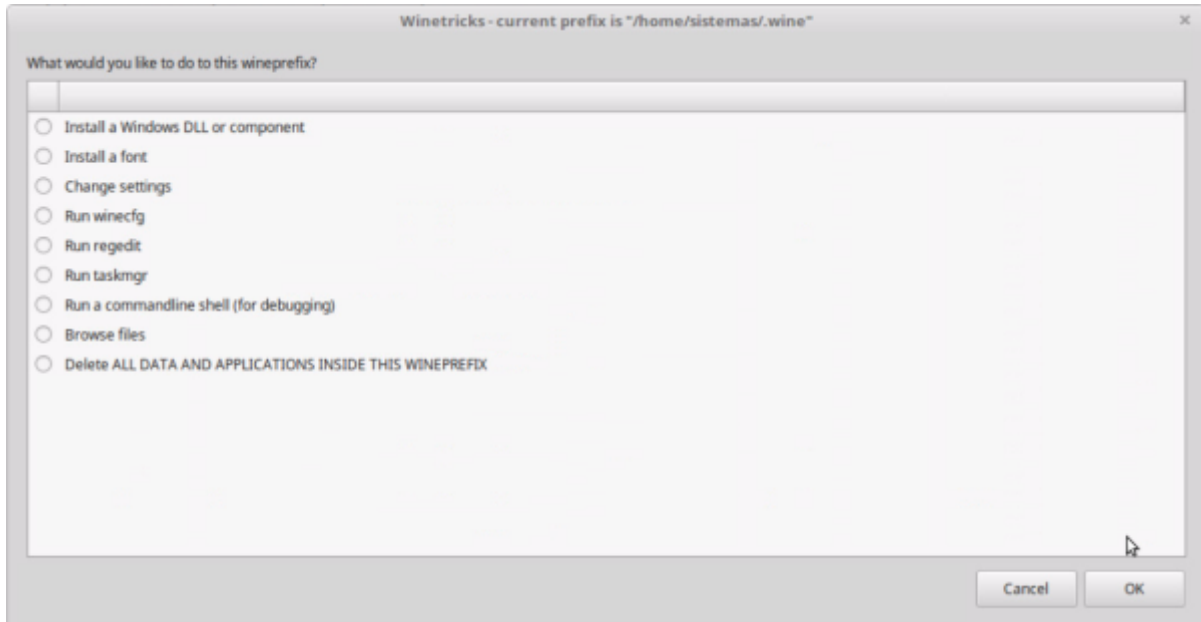 Winetricks - current prefix is "/home/sistemas/.wine"
What would you like to do to this wineprefix?
Install a Windows DLL or component
Install a font
Change settings
Run winecfg
Run regedit
Run taskmgr
Run a commandline shell (for debugging)
Browse files
Delete ALL DATA AND APPLICATIONS INSIDE THIS WINEPREFIX
Cancel OK